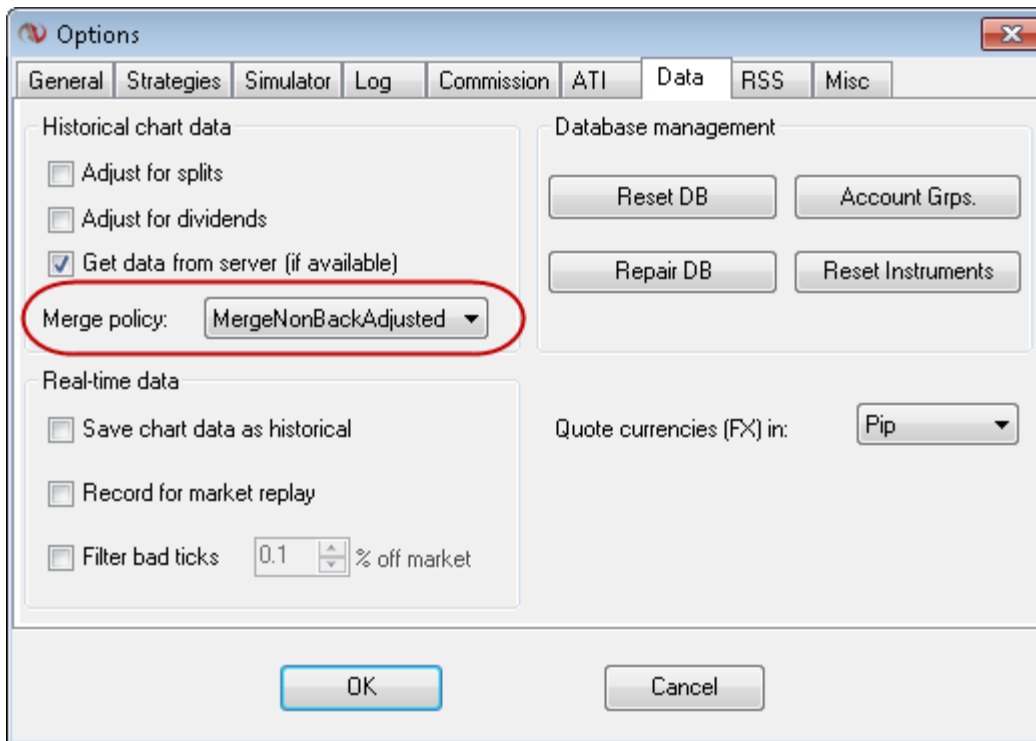 Options
General Strategies Simulator Log Commission ATI Data RSS Misc
Historical chart data
Adjust for splits
Adjust for dividends
Get data from server (if available)
Merge policy: MergeNonBackAdjusted
Database management
Reset DB Account Grps.
Repair DB Reset Instruments
Real-time data
Save chart data as historical
Record for market replay
Filter bad ticks 0.1 % off market
Quote currencies (FX) in: Pip
OK Cancel